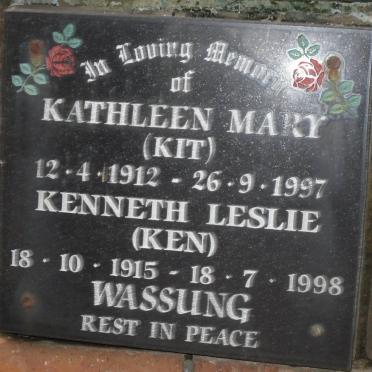 In Loving Memory
of
KATHLEEN MARY
(KIT)
12 · 4 · 1912 - 26 · 9 · 1997
KENNETH LESLIE
(KEN)
18 · 10 · 1915 - 18 · 7 · 1998
WASSUNG
REST IN PEACE